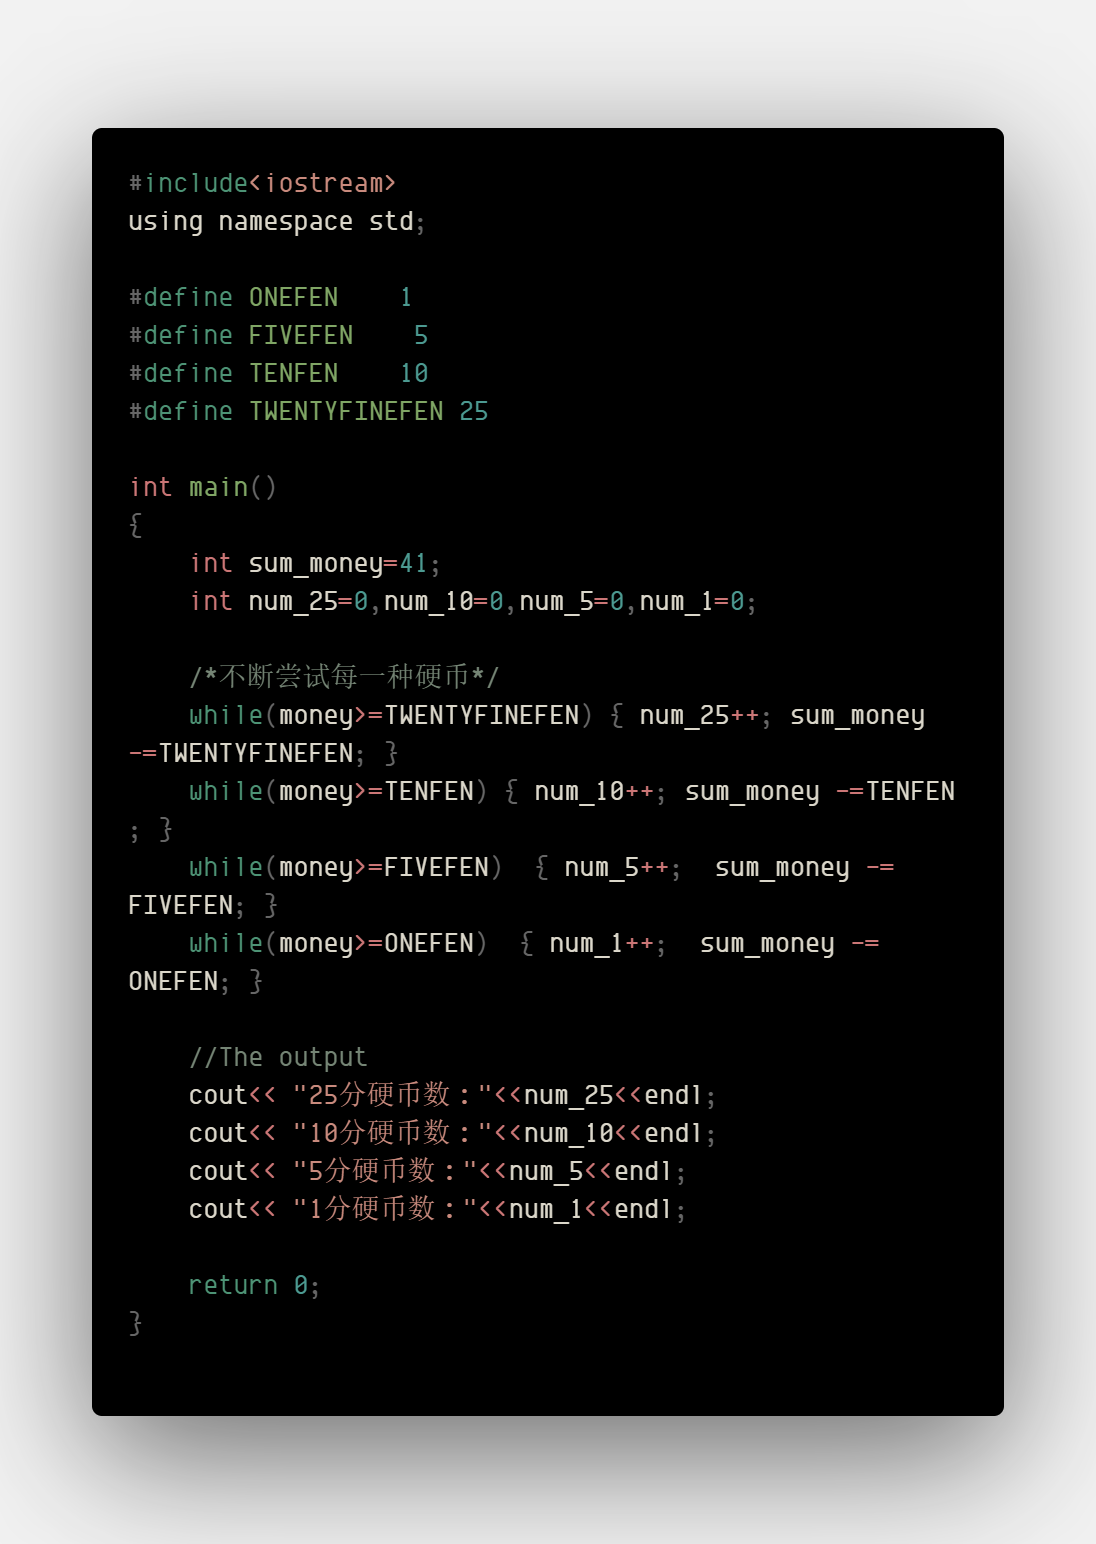 #include<iostream>
using namespace std;
#define ONEFEN    1
#define FIVEFEN    5
#define TENFEN    10
#define TWENTYFINEFEN 25
int main()
{
    int sum_money=41;
    int num_25=0,num_10=0,num_5=0,num_1=0;
    /*不断尝试每一种硬币*/
    while(money>=TWENTYFINEFEN) { num_25++; sum_money
-=TWENTYFINEFEN; }
    while(money>=TENFEN) { num_10++; sum_money -=TENFEN
; }
    while(money>=FIVEFEN)  { num_5++;  sum_money -=
FIVEFEN; }
    while(money>=ONEFEN)  { num_1++;  sum_money -=
ONEFEN; }
    //The output
    cout<< "25分硬币数："<<num_25<<endl;
    cout<< "10分硬币数："<<num_10<<endl;
    cout<< "5分硬币数："<<num_5<<endl;
    cout<< "1分硬币数："<<num_1<<endl;
    return 0;
}